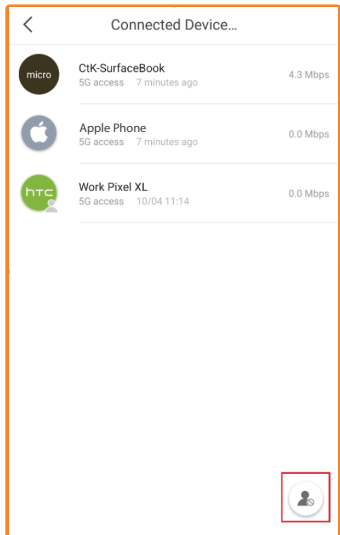 Connected Device...
micro
CtK-SurfaceBook
5G access 7 minutes ago
4.3 Mbps
Apple Phone
5G access 7 minutes ago
0.0 Mbps
hTC
Work Pixel XL
5G access 10/04 11:14
0.0 Mbps